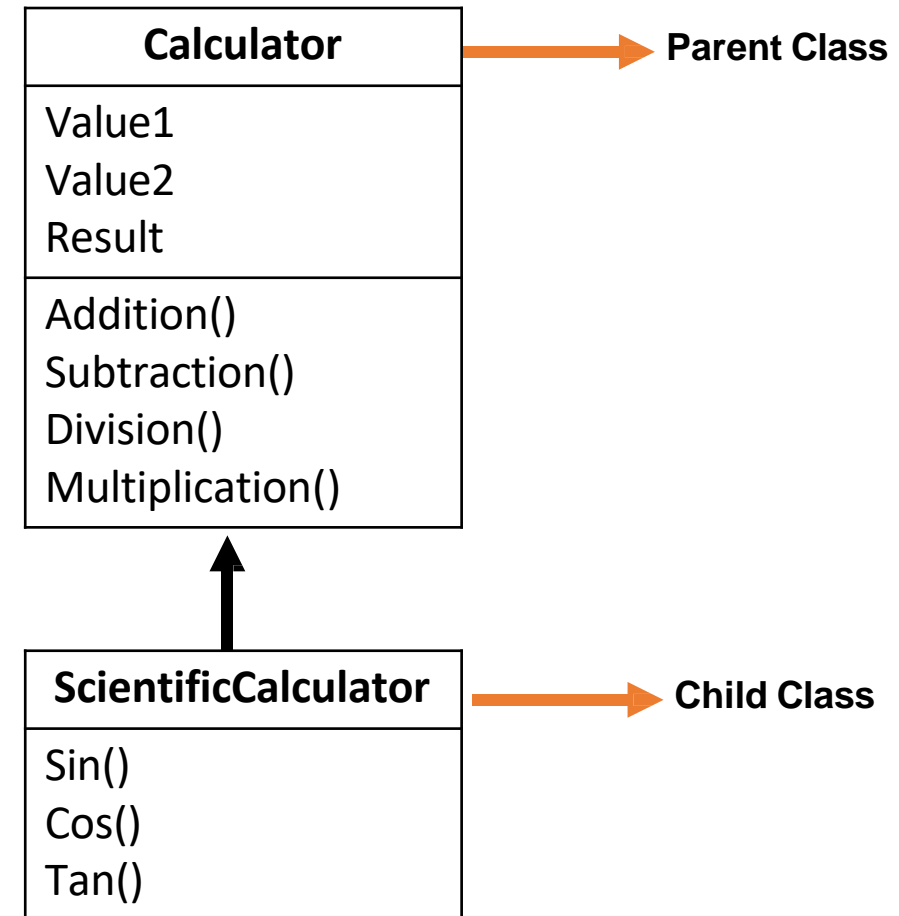 Calculator
Parent Class
Value1
Value2
Result
Addition()
Subtraction()
Division()
Multiplication()
ScientificCalculator
Child Class
Sin()
Cos()
Tan()